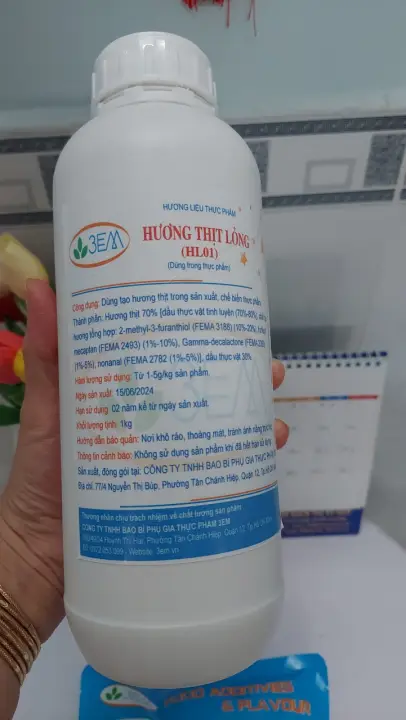 HƯƠNG LIỆU THỰC PHẨM
3EM
HƯƠNG THỊT LỎNG
(HL01)
(Dùng trong thực phẩm)
Công dụng: Dùng tạo hương thịt trong sản xuất, chế biến thực phẩm
Thành phần: Hương thịt 70% [dầu thực vật tinh luyện (70%-80%),
hương tổng hợp: 2-methyl-3-furanthiol (FEMA 3188) (10%-20%),
mecaptan (FEMA 2493) (1%-10%), Gamma-decalactone (FEMA
(1%-5%), nonanal (FEMA 2782 (1%-5%)], dầu thực vật 30%.
Hàm lượng sử dụng: Từ 1-5g/kg sản phẩm.
Ngày sản xuất: 15/06/2024
Hạn sử dụng: 02 năm kể từ ngày sản xuất.
Khối lượng tịnh: 1kg
Hướng dẫn bảo quản: Nơi khô ráo, thoáng mát, tránh ánh nắng
Thông tin cảnh báo: Không sử dụng sản phẩm khi đã hết hạn sử dụng
Sản xuất, đóng gói tại: CÔNG TY TNHH BAO BÌ PHỤ GIA THỰC PHẨM
Địa chỉ: 77/4 Nguyễn Thị Búp, Phường Tân Chánh Hiệp, Quận 12,
Thương nhân chịu trách nhiệm về chất lượng sản phẩm
CÔNG TY TNHH BAO BÌ PHỤ GIA THỰC PHẨM 3EM
Huỳnh Thị Hai, Phường Tân Chánh Hiệp, Quận 12,
Website: 3em.vn
FOOD ADDITIVES
& FLAVOUR